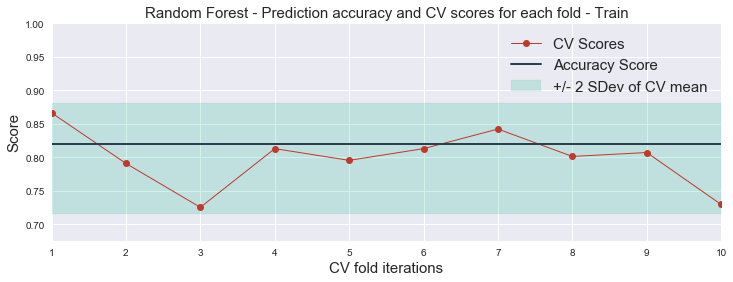 Random Forest - Prediction accuracy and CV scores for each fold - Train
1.00
0.95
0.90
0.85
0.80
0.75
0.70
Score
CV Scores
Accuracy Score
+/- 2 SDev of CV mean
1 2 3 4 5 6 7 8 9 10
CV fold iterations